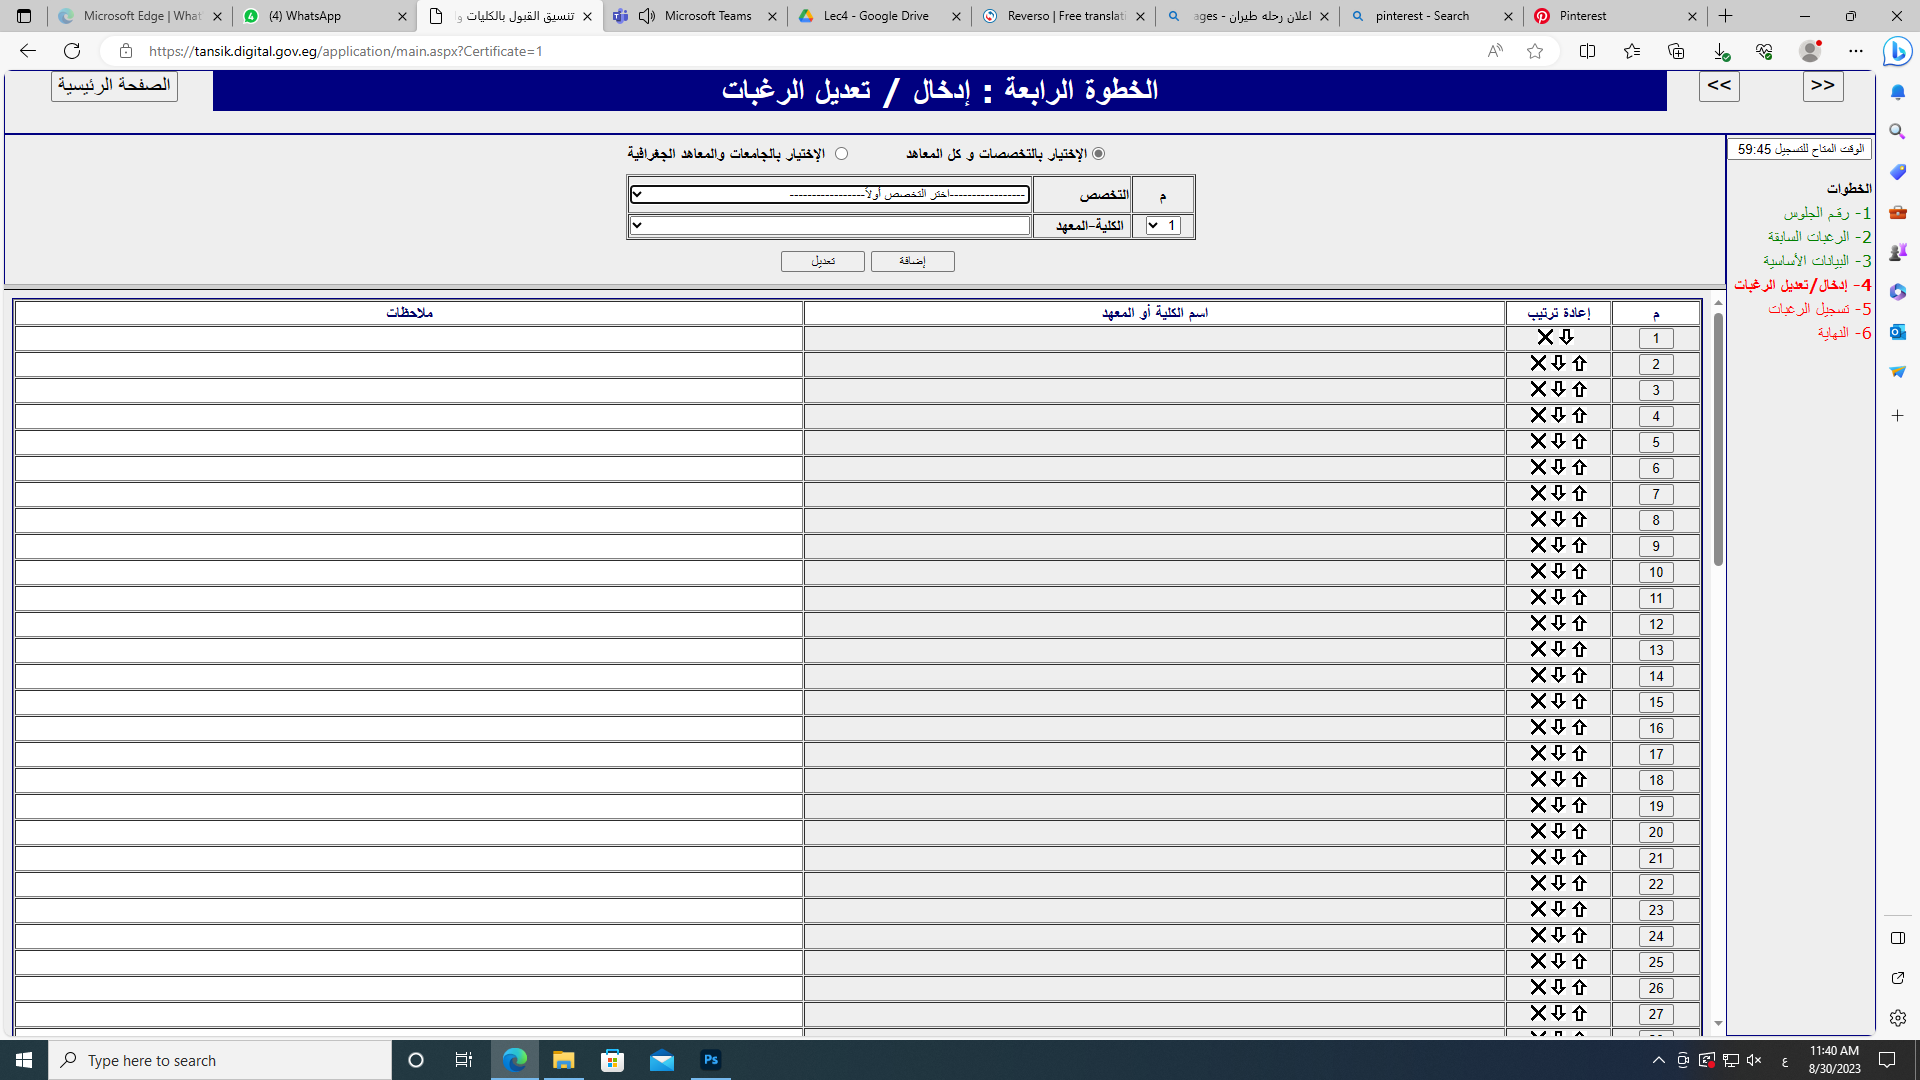 Microsoft Edge | What
(4) WhatsApp
تنسيق القبول بالكليات و
Microsoft Teams
Lec4 - Google Drive
Reverso | Free translati
اعلان رحله طيران - ages
pinterest - Search
Pinterest
https://tansik.digital.gov.eg/application/main.aspx?Certificate=1
الصفحة الرئيسية
الخطوة الرابعة : إدخال / تعديل الرغبات
<<
>>
الإختيار بالتخصصات و كل المعاهد
الإختيار بالجامعات والمعاهد الجغرافية
م
التخصص
-----------------اختر التخصص أولاً-----------------
1
الكلية-المعهد
إضافة
تعديل
الوقت المتاح للتسجيل 59:45
الخطوات
1- رقم الجلوس
2- الرغبات السابقة
3- البيانات الأساسية
4- إدخال/تعديل الرغبات
5- تسجيل الرغبات
6- النهاية
م
إعادة ترتيب
اسم الكلية أو المعهد
ملاحظات
1
2
3
4
5
6
7
8
9
10
11
12
13
14
15
16
17
18
19
20
21
22
23
24
25
26
27
Type here to search
Ps
ع
11:40 AM
8/30/2023